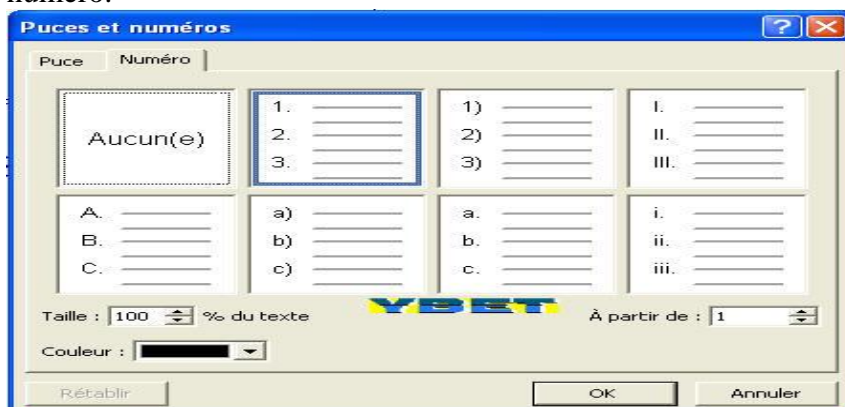 numéro.
Puces et numéros
Puce Numéro
Aucun(e)
1.
2.
3.
1)
2)
3)
I.
II.
III.
A.
B.
C.
a)
b)
c)
a.
b.
c.
i.
ii.
iii.
Taille : 100 % du texte YBET À partir de : 1
Couleur :
Rétablir OK Annuler